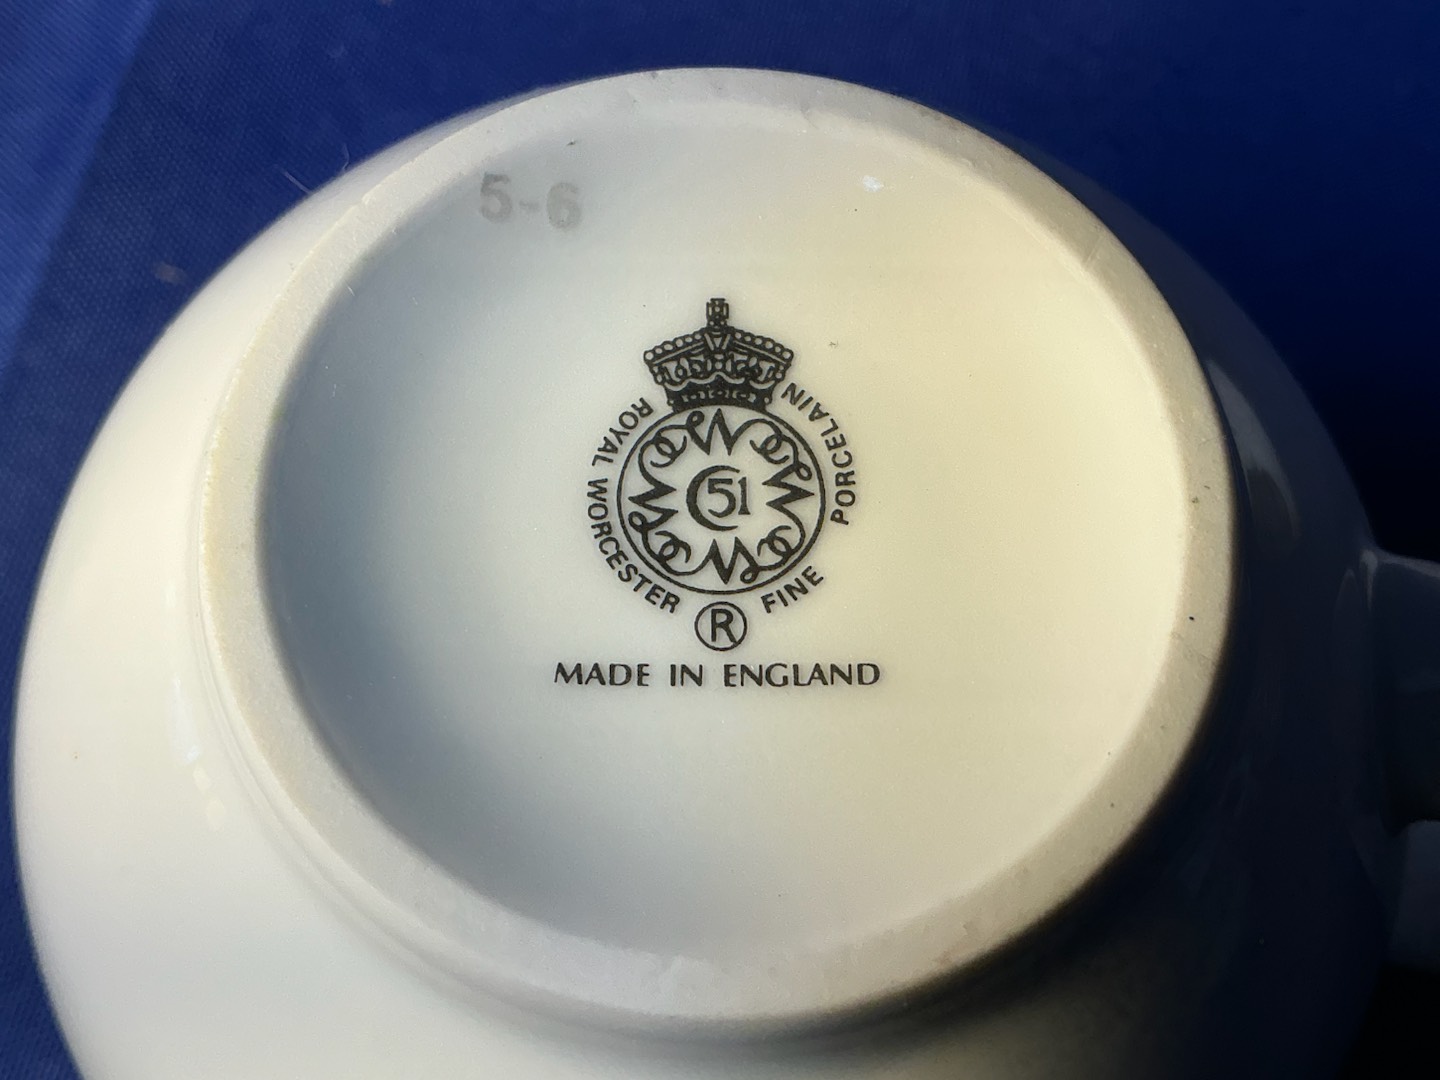 5-6
ROYAL WORCESTER FINE PORCELAIN
51
R
MADE IN ENGLAND